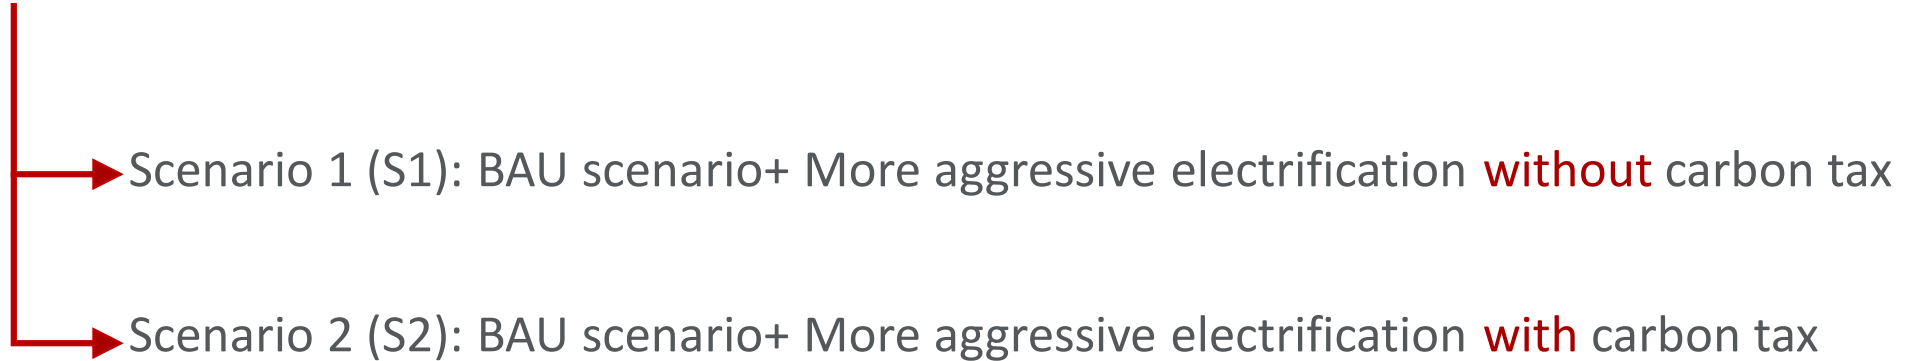 Scenario 1 (S1): BAU scenario+ More aggressive electrification without carbon tax
Scenario 2 (S2): BAU scenario+ More aggressive electrification with carbon tax